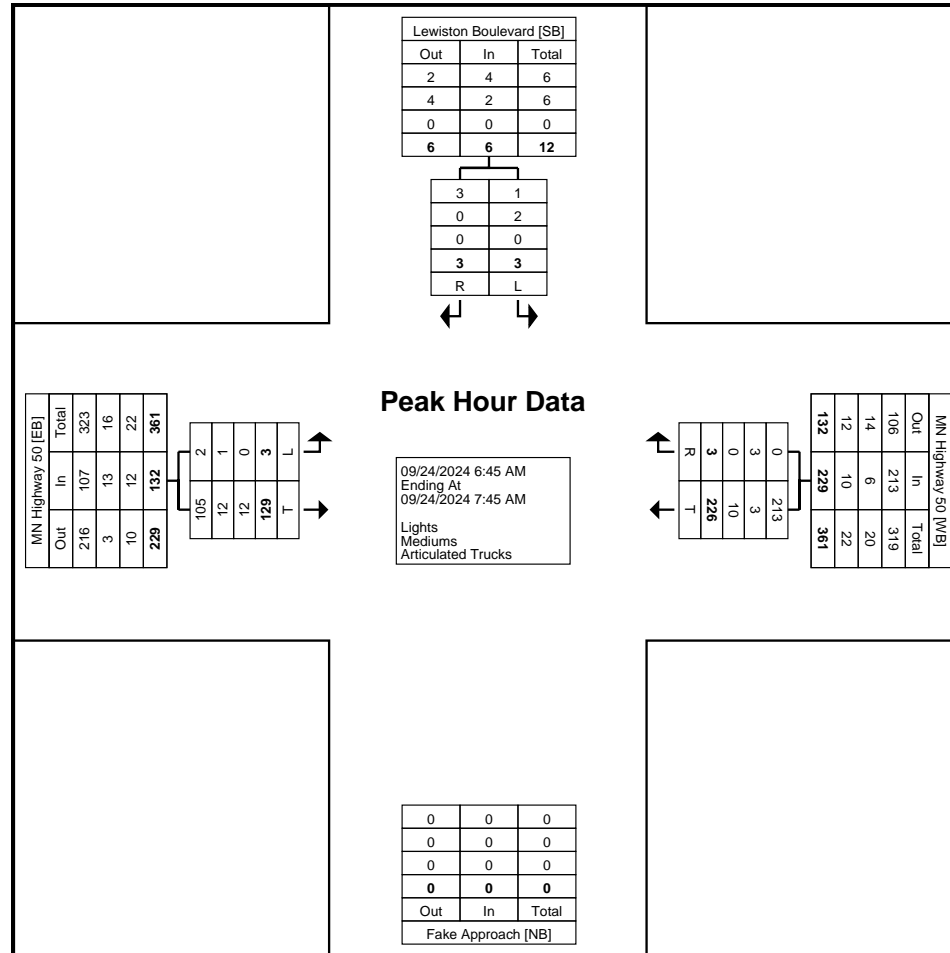 Lewiston Boulevard [SB]
Out In Total
2 4 6
4 2 6
0 0 0
6 6 12
3 1
0 2
0 0
3 3
R L
Peak Hour Data
09/24/2024 6:45 AM
Ending At
09/24/2024 7:45 AM
Lights
Mediums
Articulated Trucks
MN Highway 50 [EB]
Out In Total
216 107 323
3 13 16
10 12 22
229 132 361
2 105
1 12
0 12
3 129
L T
MN Highway 50 [WB]
Out In Total
106 213 319
14 6 20
12 10 22
132 229 361
0 213
3 3
0 10
3 226
R T
0 0 0
0 0 0
0 0 0
0 0 0
Out In Total
Fake Approach [NB]